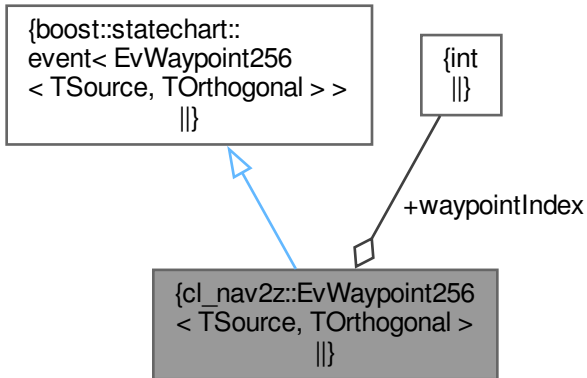 {boost::statechart::
event< EvWaypoint256
< TSource, TOrthogonal > >
||}
{int
||}
+waypointIndex
{cl_nav2z::EvWaypoint256
< TSource, TOrthogonal >
||}